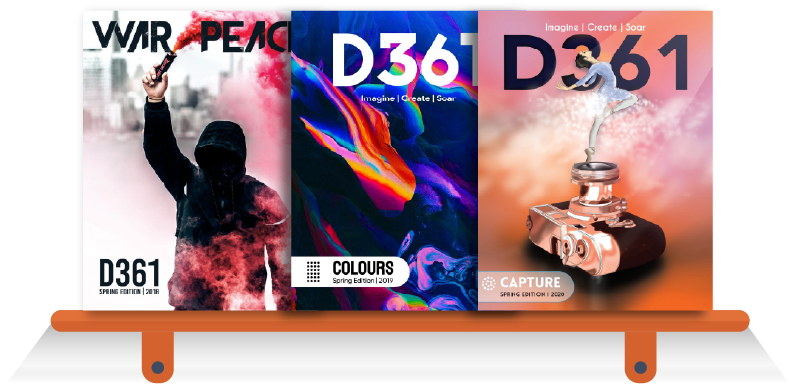 WAR PEAC
D361
SPRING EDITION | 2018
D361
Imagine | Create | Soar
COLOURS
Spring Edition | 2019
Imagine | Create | Soar
D361
CAPTURE
SPRING EDITION | 2020